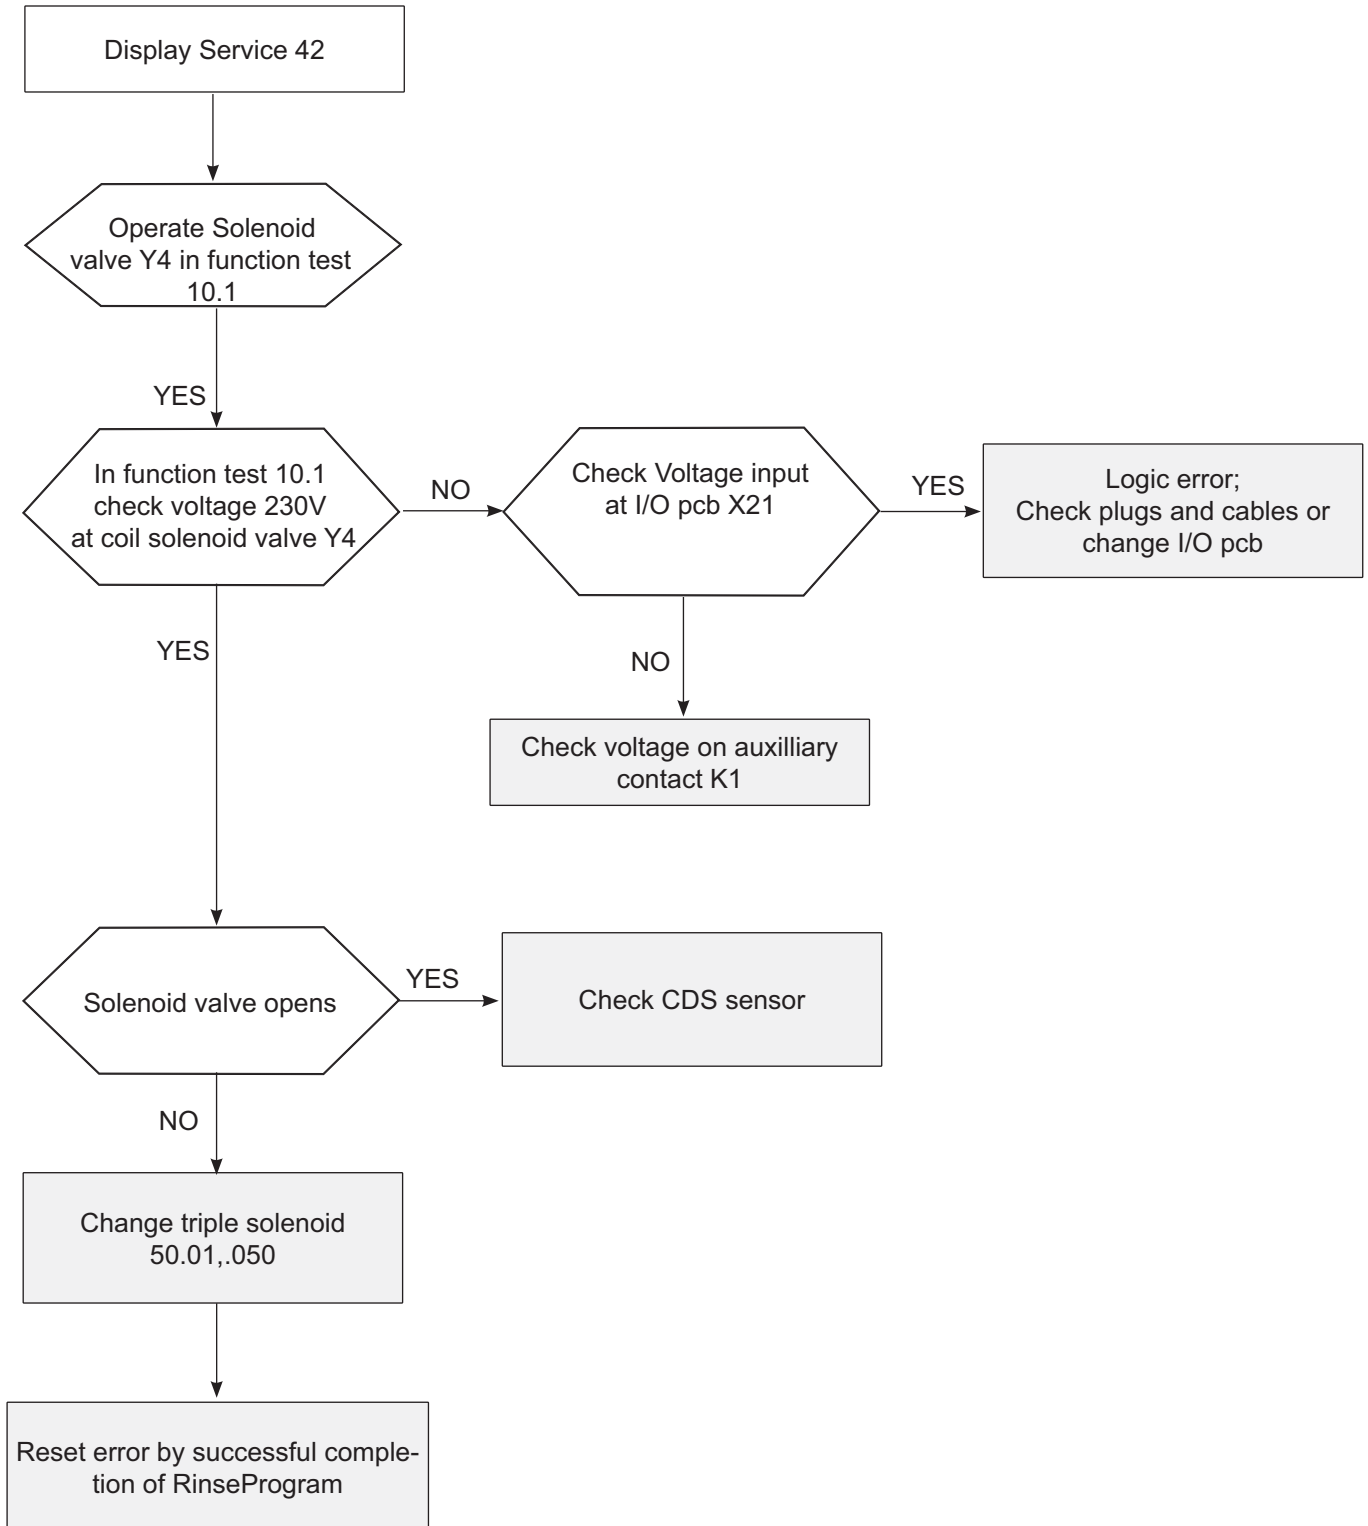 Display Service 42
Operate Solenoid
valve Y4 in function test
10.1
YES
In function test 10.1
check voltage 230V
at coil solenoid valve Y4
NO
Check Voltage input
at I/O pcb X21
YES
Logic error;
Check plugs and cables or
change I/O pcb
YES
NO
Check voltage on auxilliary
contact K1
Solenoid valve opens
YES
Check CDS sensor
NO
Change triple solenoid
50.01,.050
Reset error by successful comple-
tion of RinseProgram